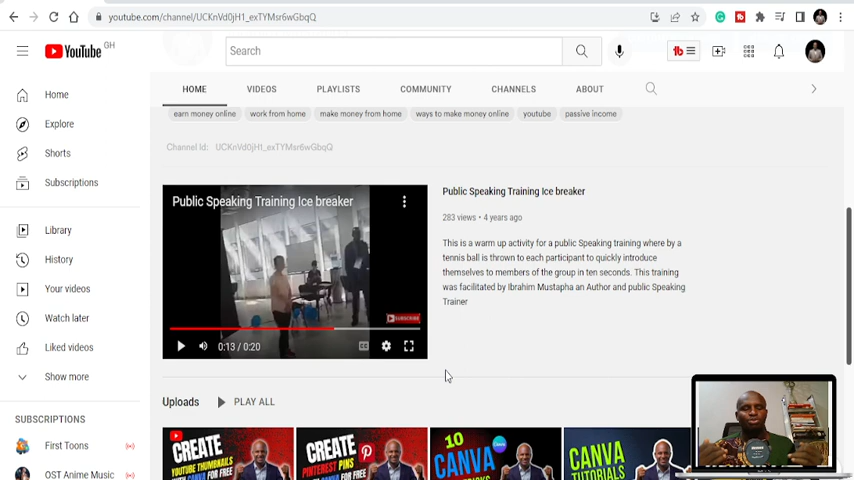 youtube.com/channel/UCKnVd0jH1_exTYMsr6wGbqQ
YouTube GH
Search
HOME VIDEOS PLAYLISTS COMMUNITY CHANNELS ABOUT
earn money online work from home make money from home ways to make money online youtube passive income
Channel Id: UCKnVd0jH1_exTYMsr6wGbqQ
Home
Explore
Shorts
Subscriptions
Library
History
Your videos
Watch later
Liked videos
Show more
SUBSCRIPTIONS
First Toons
OST Anime Music
Public Speaking Training Ice breaker
SUBSCRIBE
0:13 / 0:20
Public Speaking Training Ice breaker
283 views • 4 years ago
This is a warm up activity for a public Speaking training where by a
tennis ball is thrown to each participant to quickly introduce
themselves to members of the group in ten seconds. This training
was facilitated by Ibrahim Mustapha an Author and public Speaking
Trainer
Uploads PLAY ALL
CREATE
YOUTUBE THUMBNAILS
CREATE
PINTEREST PINS
10
Canva
CANVA
CANVA
TUTORIALS